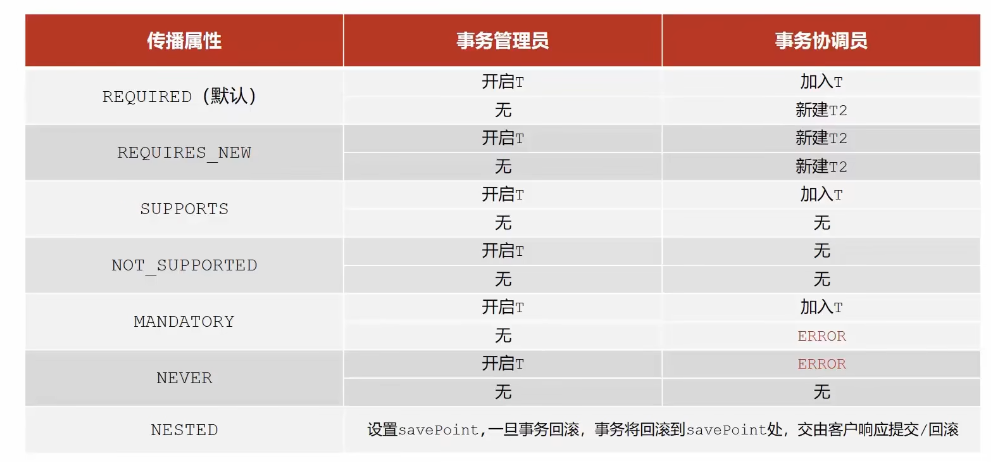 传播属性 事务管理员 事务协调员
REQUIRED（默认） 开启T 加入T
无 新建T2
REQUIRES_NEW 开启T 新建T2
无 新建T2
SUPPORTS 开启T 加入T
无 无
NOT_SUPPORTED 开启T 无
无 无
MANDATORY 开启T 加入T
无 ERROR
NEVER 开启T ERROR
无 无
NESTED 设置savePoint,一旦事务回滚，事务将回滚到savePoint处，交由客户响应提交/回滚